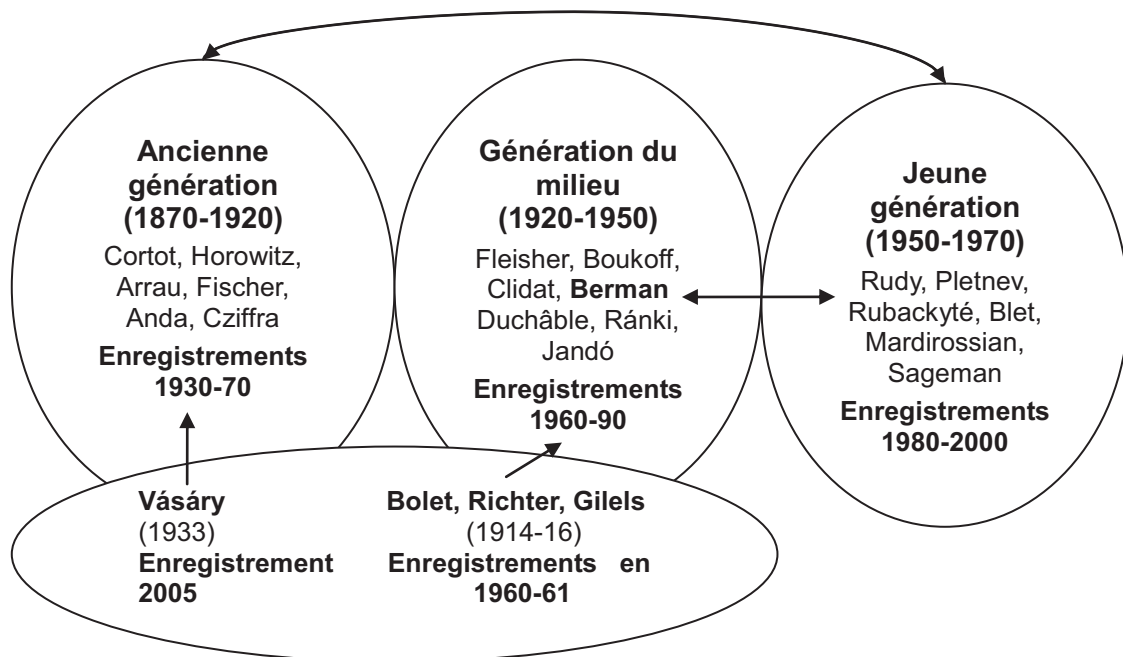 Ancienne
génération
(1870-1920)
Cortot, Horowitz,
Arrau, Fischer,
Anda, Cziffra
Enregistrements
1930-70
Génération du
milieu
(1920-1950)
Fleisher, Boukoff,
Clidat, Berman
Duchâble, Ránki,
Jandó
Enregistrements
1960-90
Jeune
génération
(1950-1970)
Rudy, Pletnev,
Rubackyté, Blet,
Mardirossian,
Sageman
Enregistrements
1980-2000
Vásáry
(1933)
Enregistrement
2005
Bolet, Richter, Gilels
(1914-16)
Enregistrements en
1960-61